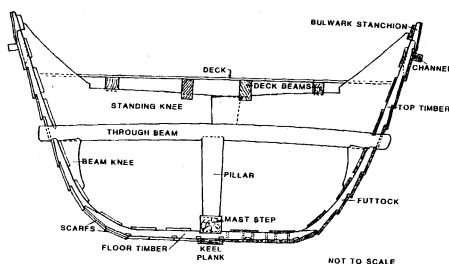 BULWARK STANCHION
CHANNEL
DECK
DECK BEAMS
STANDING KNEE
TOP TIMBER
THROUGH BEAM
BEAM KNEE
PILLAR
FUTTOCK
MAST STEP
SCARFS
FLOOR TIMBER
KEEL
PLANK
NOT TO SCALE